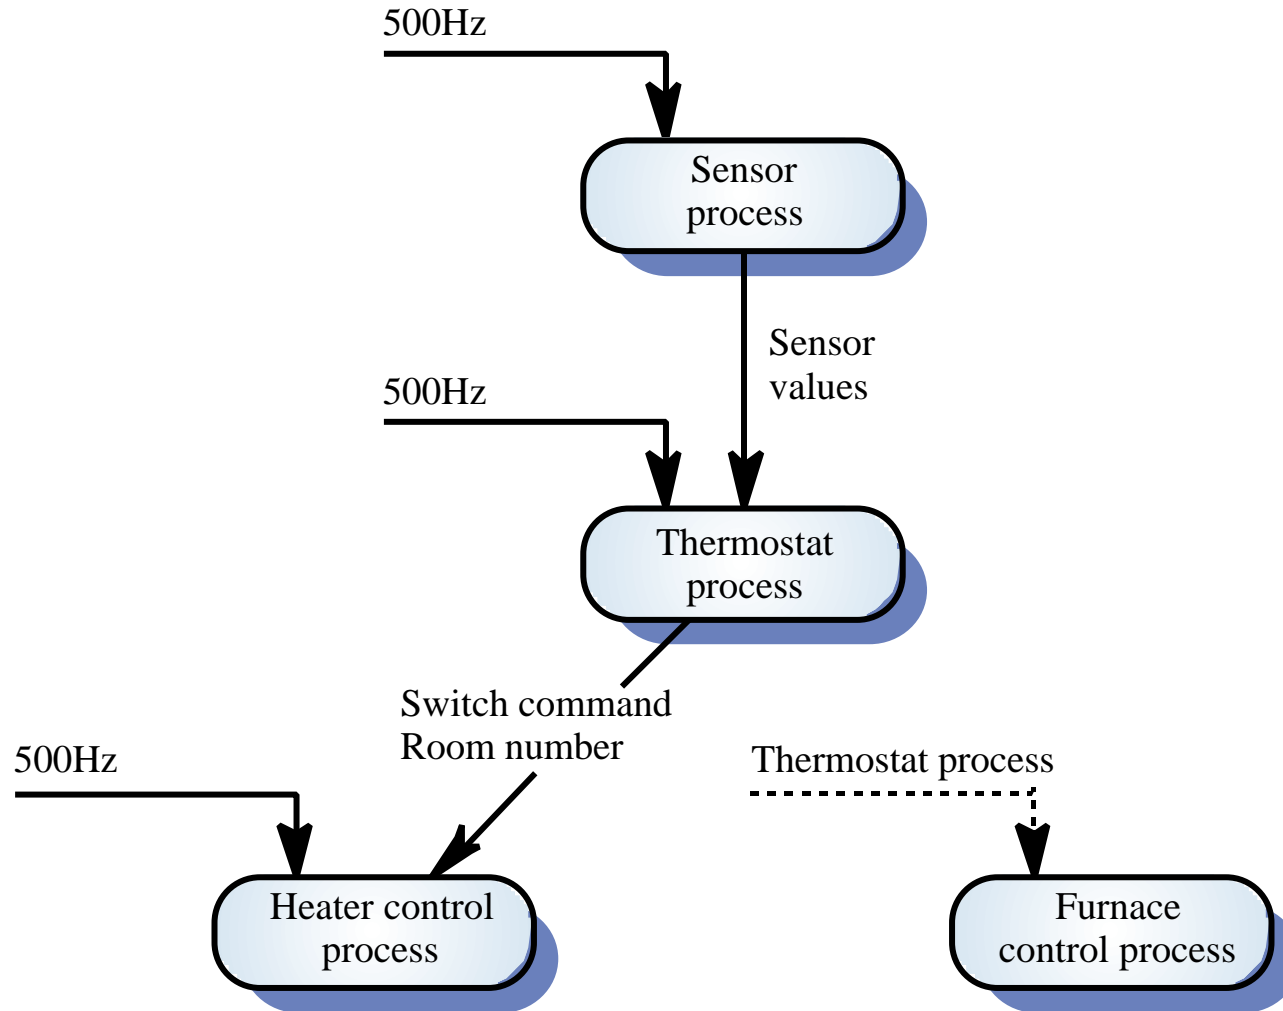 500Hz
Sensor
process
Sensor
values
500Hz
Thermostat
process
Switch command
Room number
500Hz
Thermostat process
Heater control
process
Furnace
control process